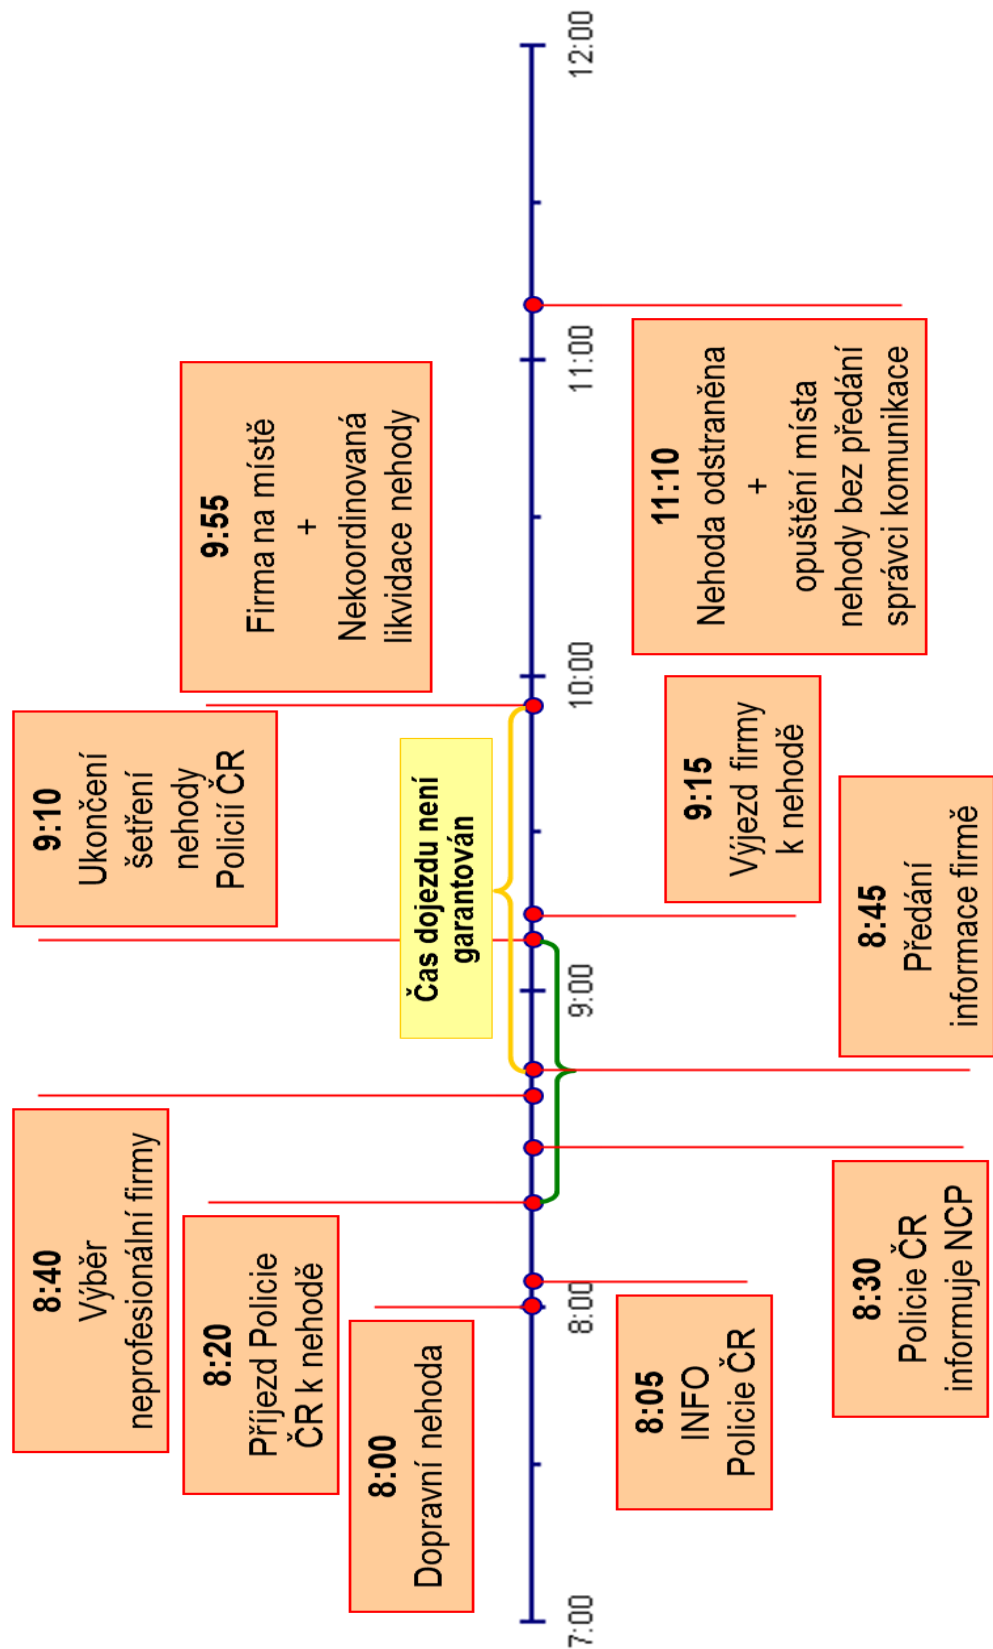 8:40
Výběr
neprofesionální firmy
9:10
Ukončení
šetření
nehody
Policií ČR
8:20
Příjezd Policie
ČR k nehodě
9:55
Firma na místě
+
Nekoordinovaná
likvidace nehody
8:00
Dopravní nehoda
Čas dojezdu není
garantován
7:00
8:00
9:00
10:00
11:00
12:00
8:05
INFO
Policie ČR
9:15
Výjezd firmy
k nehodě
11:10
Nehoda odstraněna
+
opuštění místa
nehody bez předání
správci komunikace
8:30
Policie ČR
informuje NCP
8:45
Předání
informace firmě